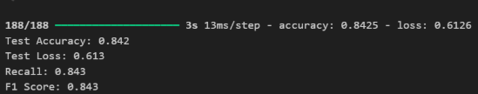 188/188 ━━━━━━━━━━━━━━━━━━━━ 3s 13ms/step - accuracy: 0.8425 - loss: 0.6126
Test Accuracy: 0.842
Test Loss: 0.613
Recall: 0.843
F1 Score: 0.843